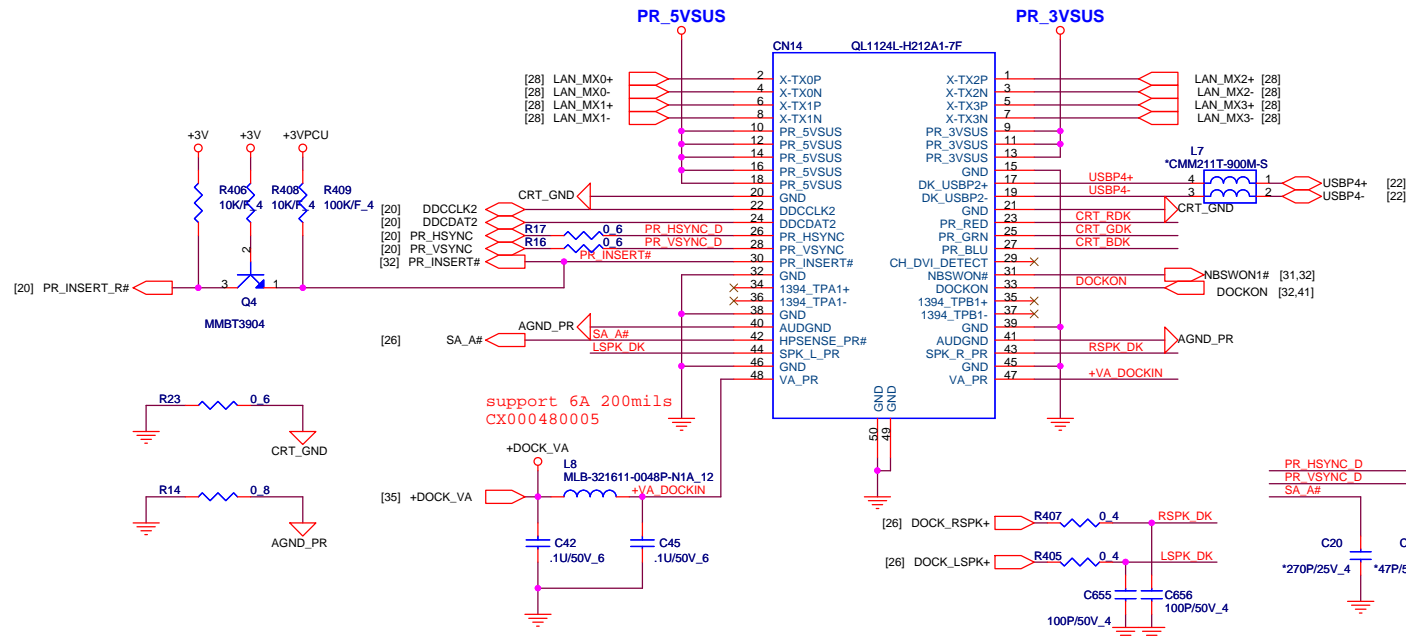 PR_5VSUS
PR_3VSUS
CN14
QL1124L-H212A1-7F
[28] LAN_MX0+
[28] LAN_MX0-
[28] LAN_MX1+
[28] LAN_MX1-
2 X-TX0P
4 X-TX0N
6 X-TX1P
8 X-TX1N
10 PR_5VSUS
12 PR_5VSUS
14 PR_5VSUS
16 PR_5VSUS
18 PR_5VSUS
20 GND
22 DDCCLK2
24 DDCDAT2
26 PR_HSYNC
28 PR_VSYNC
30 PR_INSERT#
32 GND
34 1394_TPA1+
36 1394_TPA1-
38 GND
40 AUDGND
42 HPSENSE_PR#
44 SPK_L_PR
46 GND
48 VA_PR
X-TX2P 1
X-TX2N 3
X-TX3P 5
X-TX3N 7
PR_3VSUS 9
PR_3VSUS 11
PR_3VSUS 13
GND 15
DK_USBP2+ 17
DK_USBP2- 19
GND 21
PR_RED 23
PR_GRN 25
PR_BLU 27
CH_DVI_DETECT 29
NBSWON# 31
DOCKON 33
1394_TPB1+ 35
1394_TPB1- 37
GND 39
AUDGND 41
SPK_R_PR 43
GND 45
VA_PR 47
GND 50
GND 49
LAN_MX2+ [28]
LAN_MX2- [28]
LAN_MX3+ [28]
LAN_MX3- [28]
L7
*CMM211T-900M-S
USBP4+ 4 1 USBP4+ [22]
USBP4- 3 2 USBP4- [22]
CRT_GND
CRT_RDK
CRT_GDK
CRT_BDK
NBSWON1# [31,32]
DOCKON
DOCKON [32,41]
AGND_PR
RSPK_DK
+VA_DOCKIN
+3V
+3V
+3VPCU
R406
10K/F_4
R408
10K/F_4
R409
100K/F_4
CRT_GND
[20] DDCCLK2
[20] DDCDAT2
[20] PR_HSYNC R17 0_6 PR_HSYNC_D
[20] PR_VSYNC R16 0_6 PR_VSYNC_D
[32] PR_INSERT# PR_INSERT#
[20] PR_INSERT_R#
3
2
1
Q4
MMBT3904
AGND_PR
[26] SA_A# SA_A#
LSPK_DK
R23 0_6
CRT_GND
R14 0_8
AGND_PR
support 6A 200mils
CX000480005
+DOCK_VA
L8
MLB-321611-0048P-N1A_12
[35] +DOCK_VA
+VA_DOCKIN
C42
.1U/50V_6
C45
.1U/50V_6
[26] DOCK_RSPK+ R407 0_4 RSPK_DK
[26] DOCK_LSPK+ R405 0_4 LSPK_DK
C655
100P/50V_4
C656
100P/50V_4
PR_HSYNC_D
PR_VSYNC_D
SA_A#
C20
*270P/25V_4
C
*47P/5